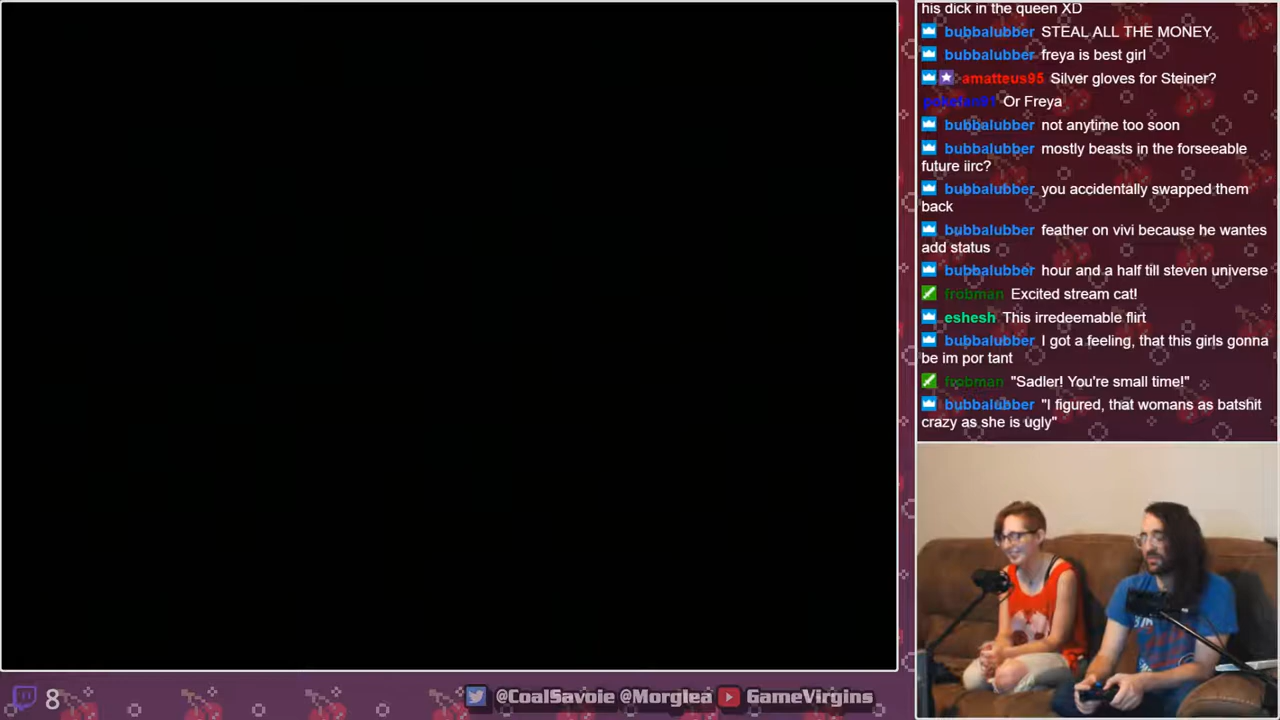 his dick in the queen XD
bubbalubber STEAL ALL THE MONEY
bubbalubber freya is best girl
amatteus95 Silver gloves for Steiner?
pokefan91 Or Freya
bubbalubber not anytime too soon
bubbalubber mostly beasts in the forseeable
future iirc?
bubbalubber you accidentally swapped them
back
bubbalubber feather on vivi because he wantes
add status
bubbalubber hour and a half till steven universe
frobman Excited stream cat!
eshesh This irredeemable flirt
bubbalubber I got a feeling, that this girls gonna
be im por tant
frobman "Sadler! You're small time!"
bubbalubber "I figured, that womans as batshit
crazy as she is ugly"
8
@CoalSavoie @Morglea GameVirgins